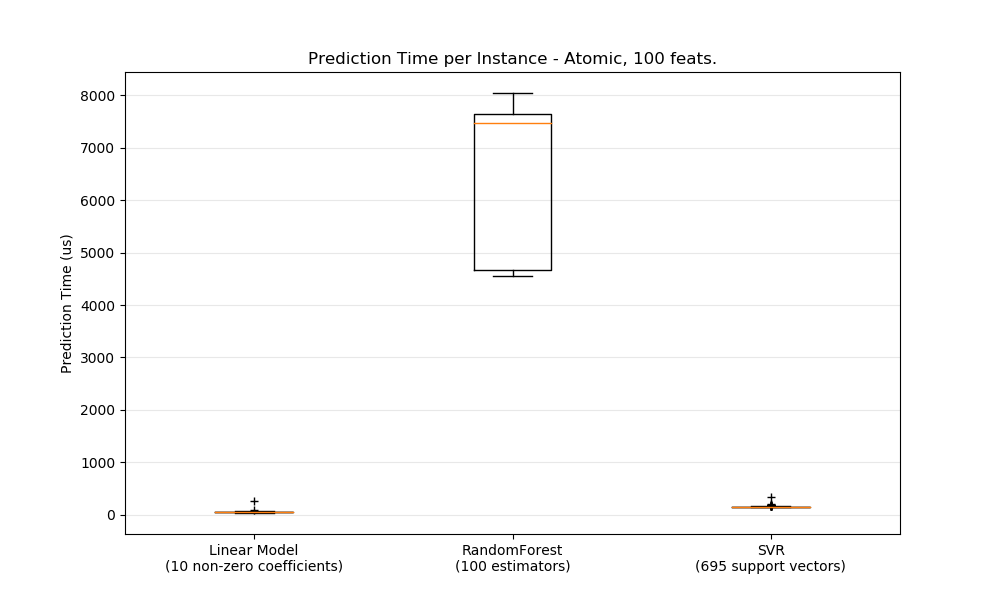 Prediction Time per Instance - Atomic, 100 feats.
Prediction Time (us)
8000
7000
6000
5000
4000
3000
2000
1000
0
Linear Model
(10 non-zero coefficients)
RandomForest
(100 estimators)
SVR
(695 support vectors)